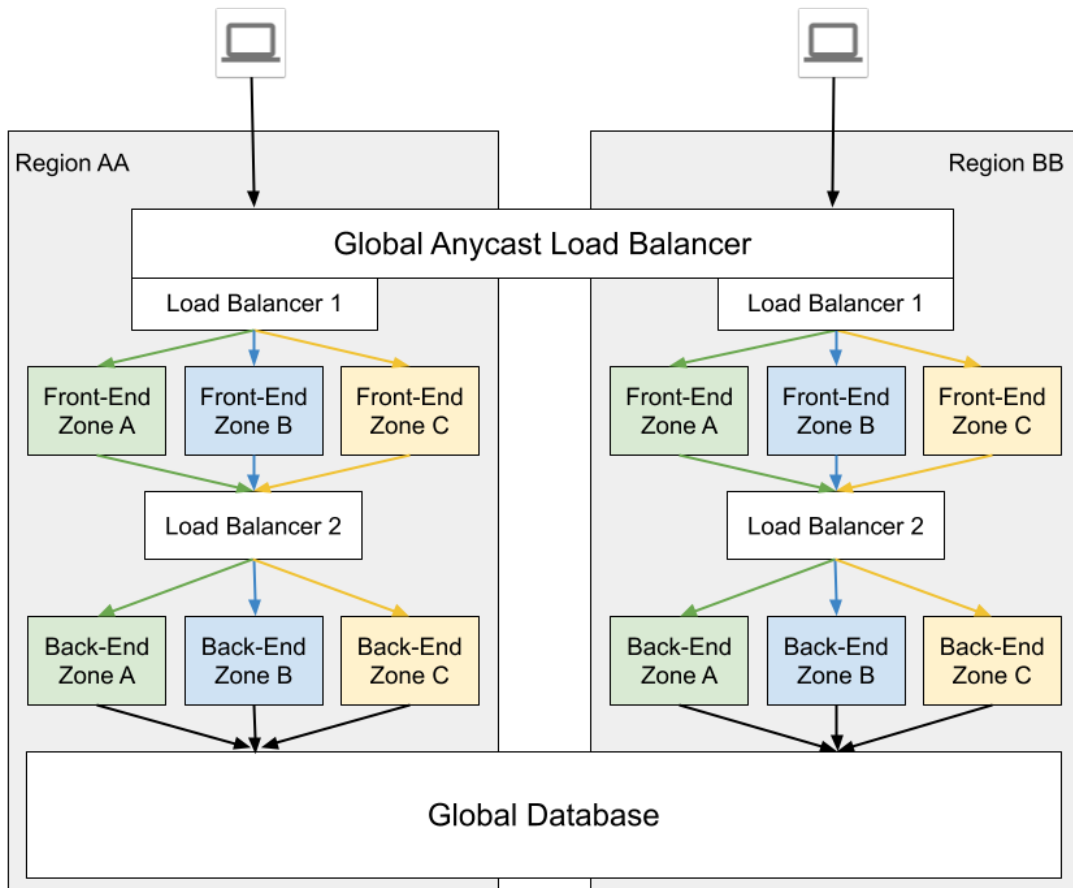 Region AA
Region BB
Global Anycast Load Balancer
Load Balancer 1
Load Balancer 1
Front-End
Zone A
Front-End
Zone B
Front-End
Zone C
Front-End
Zone A
Front-End
Zone B
Front-End
Zone C
Load Balancer 2
Load Balancer 2
Back-End
Zone A
Back-End
Zone B
Back-End
Zone C
Back-End
Zone A
Back-End
Zone B
Back-End
Zone C
Global Database